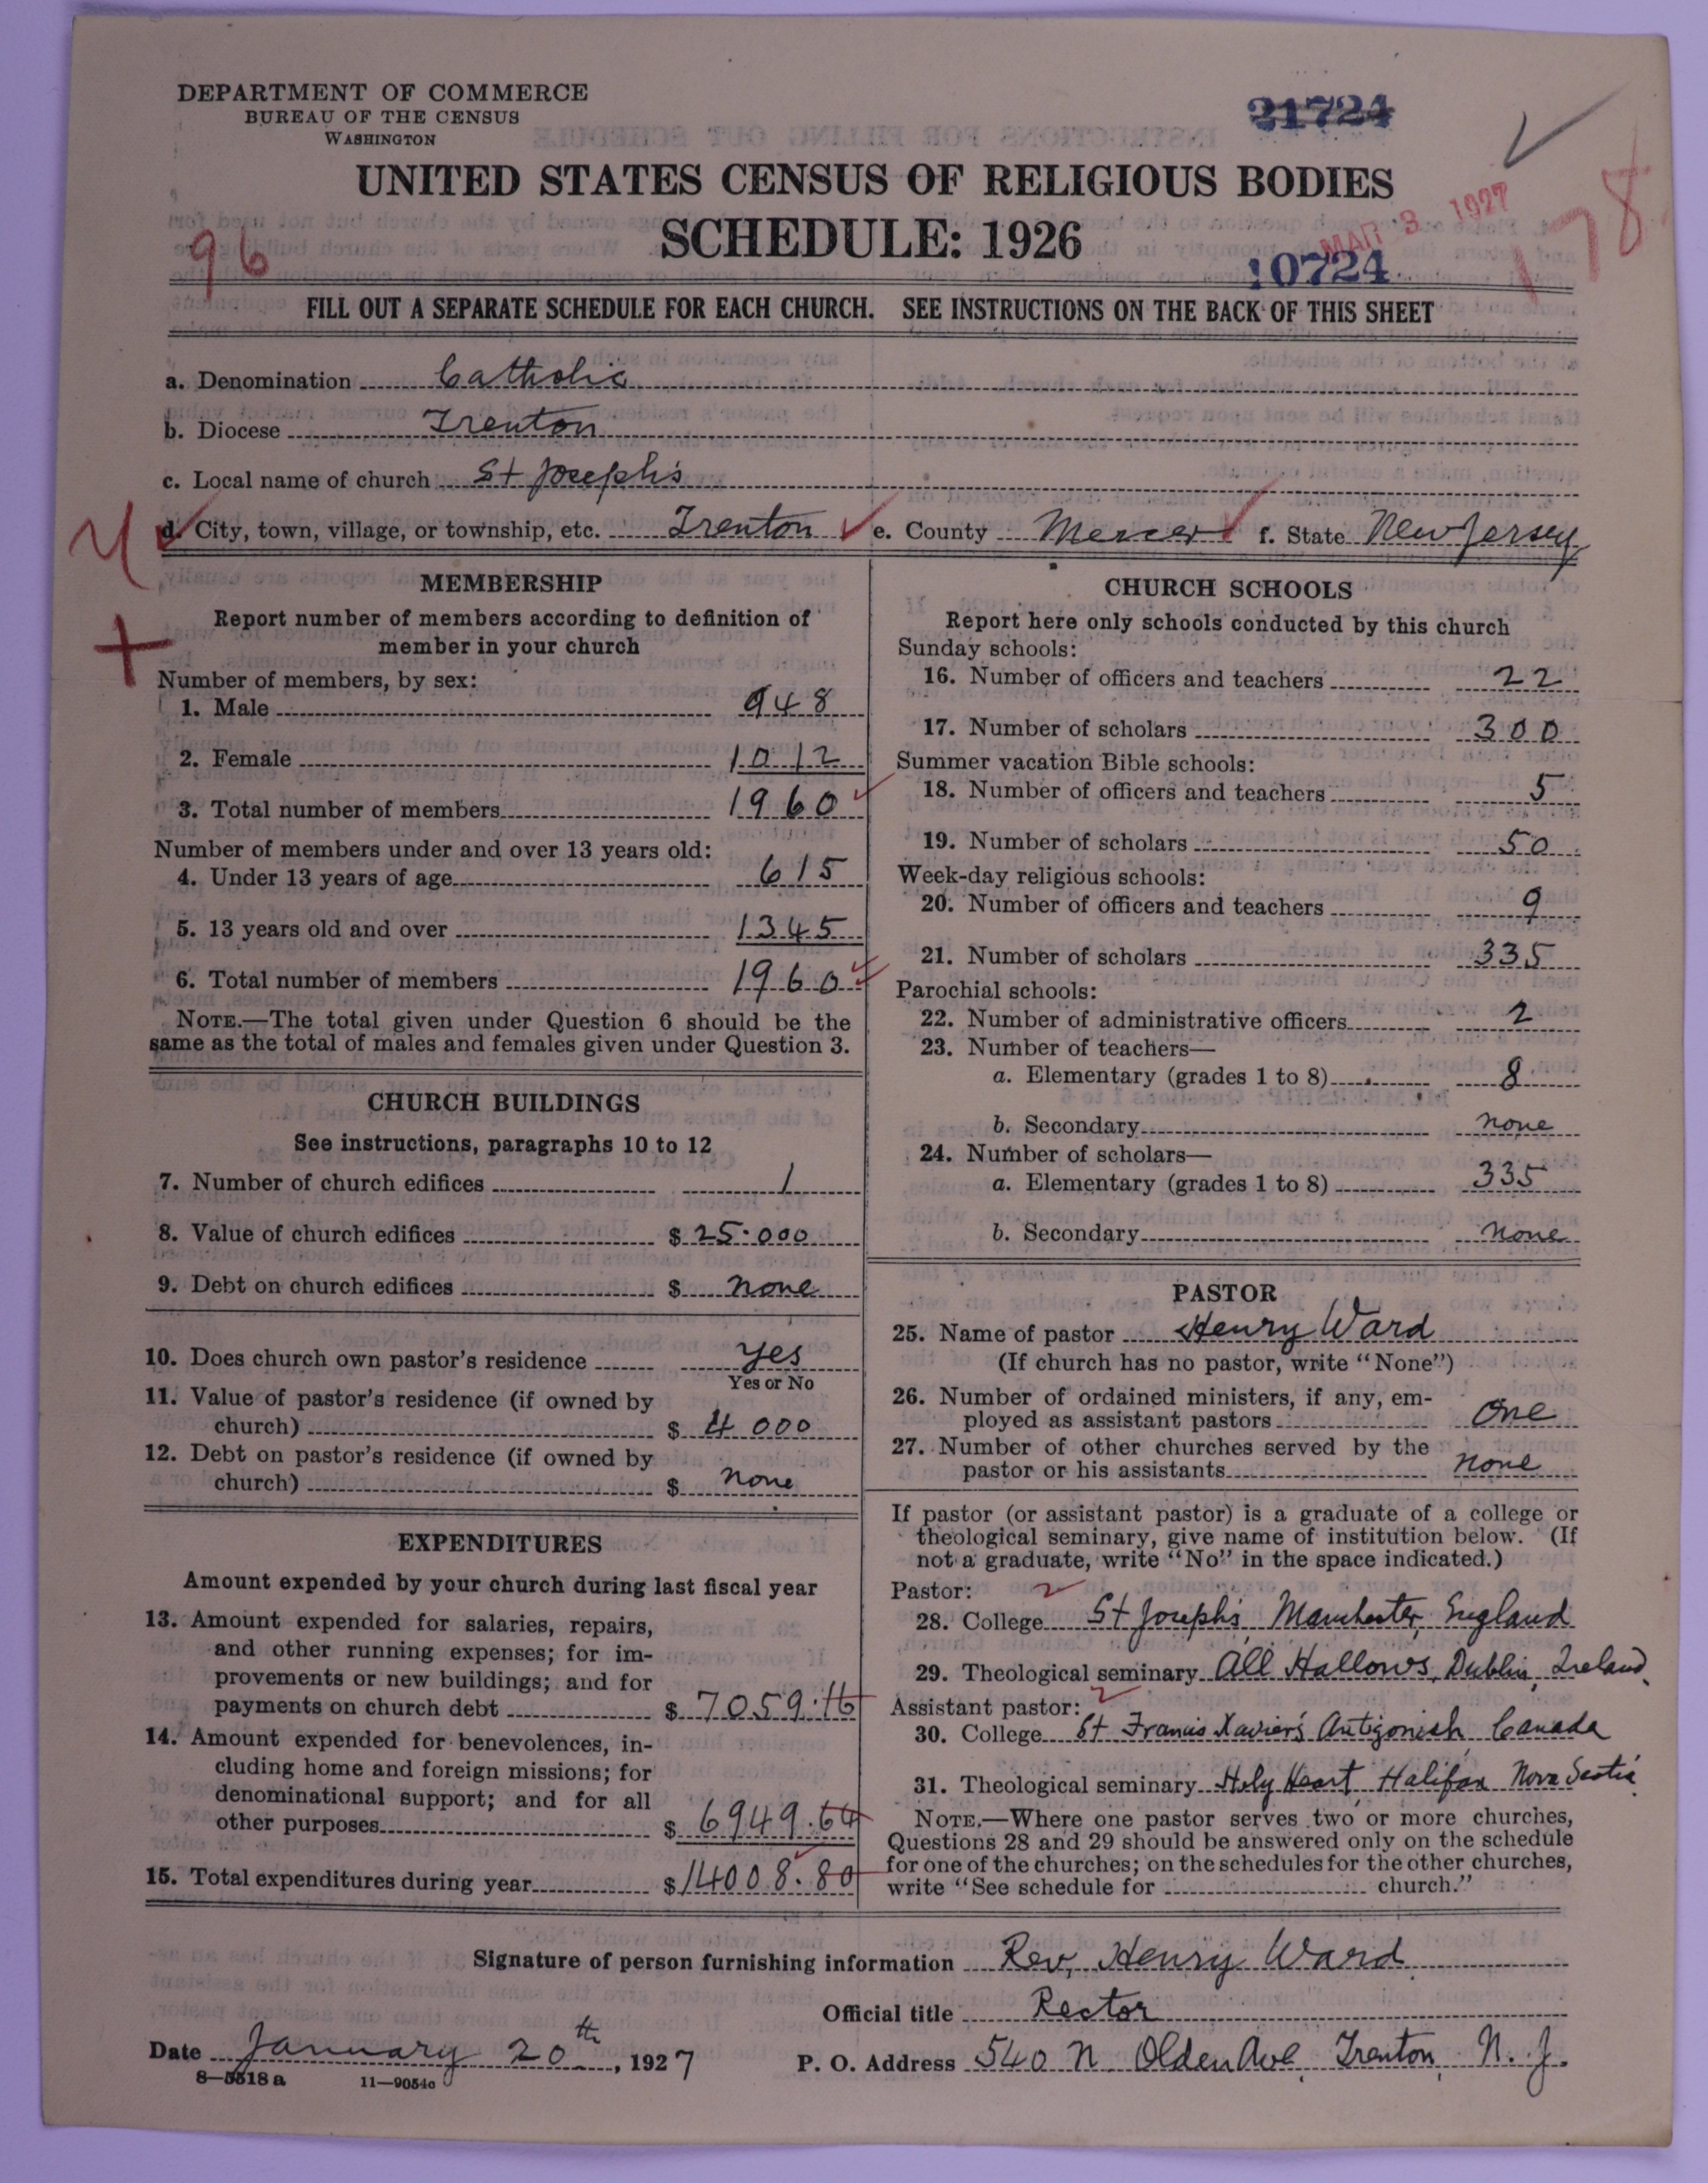 DEPARTMENT OF COMMERCE
BUREAU OF THE CENSUS
WASHINGTON
21724
UNITED STATES CENSUS OF RELIGIOUS BODIES
SCHEDULE: 1926
MAR 3 1927
178
96
10724
FILL OUT A SEPARATE SCHEDULE FOR EACH CHURCH. SEE INSTRUCTIONS ON THE BACK OF THIS SHEET
a. Denomination Catholic
b. Diocese Trenton
c. Local name of church St Joseph's
d. City, town, village, or township, etc. Trenton e. County Mercer f. State New Jersey
MEMBERSHIP
Report number of members according to definition of
member in your church
Number of members, by sex:
1. Male 948
2. Female 1012
3. Total number of members 1960
Number of members under and over 13 years old:
4. Under 13 years of age 615
5. 13 years old and over 1345
6. Total number of members 1960
NOTE.—The total given under Question 6 should be the
same as the total of males and females given under Question 3.
CHURCH BUILDINGS
See instructions, paragraphs 10 to 12
7. Number of church edifices 1
8. Value of church edifices $ 25.000
9. Debt on church edifices $ none
10. Does church own pastor's residence yes
Yes or No
11. Value of pastor's residence (if owned by
church) $ 4 000
12. Debt on pastor's residence (if owned by
church) $ none
EXPENDITURES
Amount expended by your church during last fiscal year
13. Amount expended for salaries, repairs,
and other running expenses; for im-
provements or new buildings; and for
payments on church debt $ 7059.16
14. Amount expended for benevolences, in-
cluding home and foreign missions; for
denominational support; and for all
other purposes $ 6949.64
15. Total expenditures during year $ 14008.80
CHURCH SCHOOLS
Report here only schools conducted by this church
Sunday schools:
16. Number of officers and teachers 22
17. Number of scholars 300
Summer vacation Bible schools:
18. Number of officers and teachers 5
19. Number of scholars 50
Week-day religious schools:
20. Number of officers and teachers 9
21. Number of scholars 335
Parochial schools:
22. Number of administrative officers 2
23. Number of teachers—
a. Elementary (grades 1 to 8) 8
b. Secondary none
24. Number of scholars—
a. Elementary (grades 1 to 8) 335
b. Secondary none
PASTOR
25. Name of pastor Henry Ward
(If church has no pastor, write "None")
26. Number of ordained ministers, if any, em-
ployed as assistant pastors One
27. Number of other churches served by the
pastor or his assistants none
If pastor (or assistant pastor) is a graduate of a college or
theological seminary, give name of institution below. (If
not a graduate, write "No" in the space indicated.)
Pastor:
28. College St Joseph's, Manchester, England
29. Theological seminary All Hallows, Dublin, Ireland.
Assistant pastor:
30. College St Francis Xavier's Antigonish, Canada
31. Theological seminary Holy Heart, Halifax Nova Scotia
NOTE.—Where one pastor serves two or more churches,
Questions 28 and 29 should be answered only on the schedule
for one of the churches; on the schedules for the other churches,
write "See schedule for church."
Signature of person furnishing information Rev. Henry Ward
Official title Rector
Date January 20th, 1927 P. O. Address 540 N Olden Ave, Trenton, N. J.
8—5518 a 11—9054c